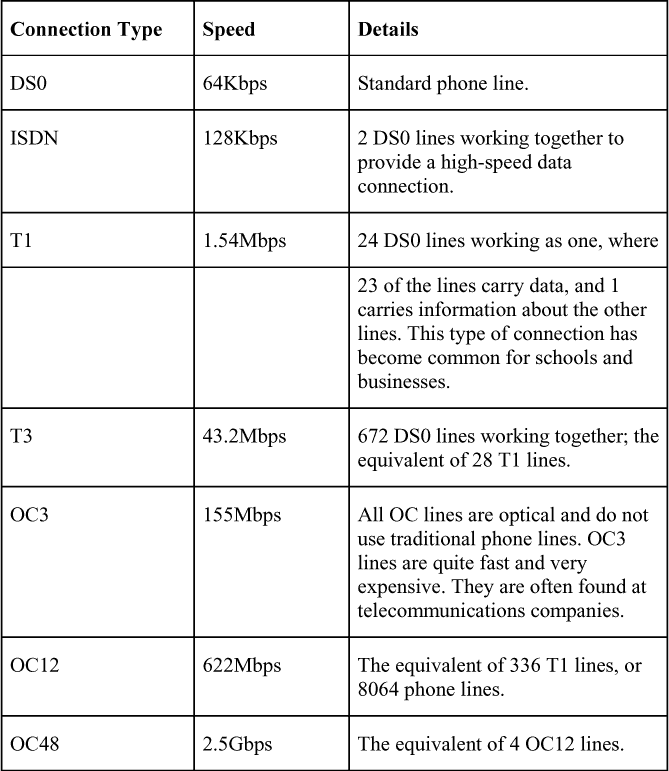 Connection Type Speed Details
DS0 64Kbps Standard phone line.
ISDN 128Kbps 2 DS0 lines working together to
provide a high-speed data
connection.
T1 1.54Mbps 24 DS0 lines working as one, where
23 of the lines carry data, and 1
carries information about the other
lines. This type of connection has
become common for schools and
businesses.
T3 43.2Mbps 672 DS0 lines working together; the
equivalent of 28 T1 lines.
OC3 155Mbps All OC lines are optical and do not
use traditional phone lines. OC3
lines are quite fast and very
expensive. They are often found at
telecommunications companies.
OC12 622Mbps The equivalent of 336 T1 lines, or
8064 phone lines.
OC48 2.5Gbps The equivalent of 4 OC12 lines.